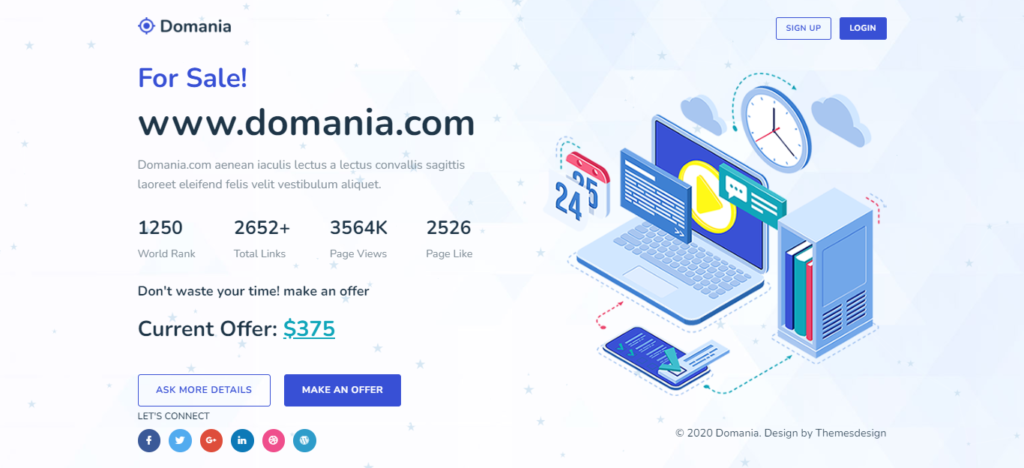 Domania
SIGN UP
LOGIN
For Sale!
www.domania.com
Domania.com aenean iaculis lectus a lectus convallis sagittis
laoreet eleifend felis velit vestibulum aliquet.
1250 2652+ 3564K 2526
World Rank Total Links Page Views Page Like
Don't waste your time! make an offer
Current Offer: $375
ASK MORE DETAILS MAKE AN OFFER
LET'S CONNECT
25
24
© 2020 Domania. Design by Themesdesign